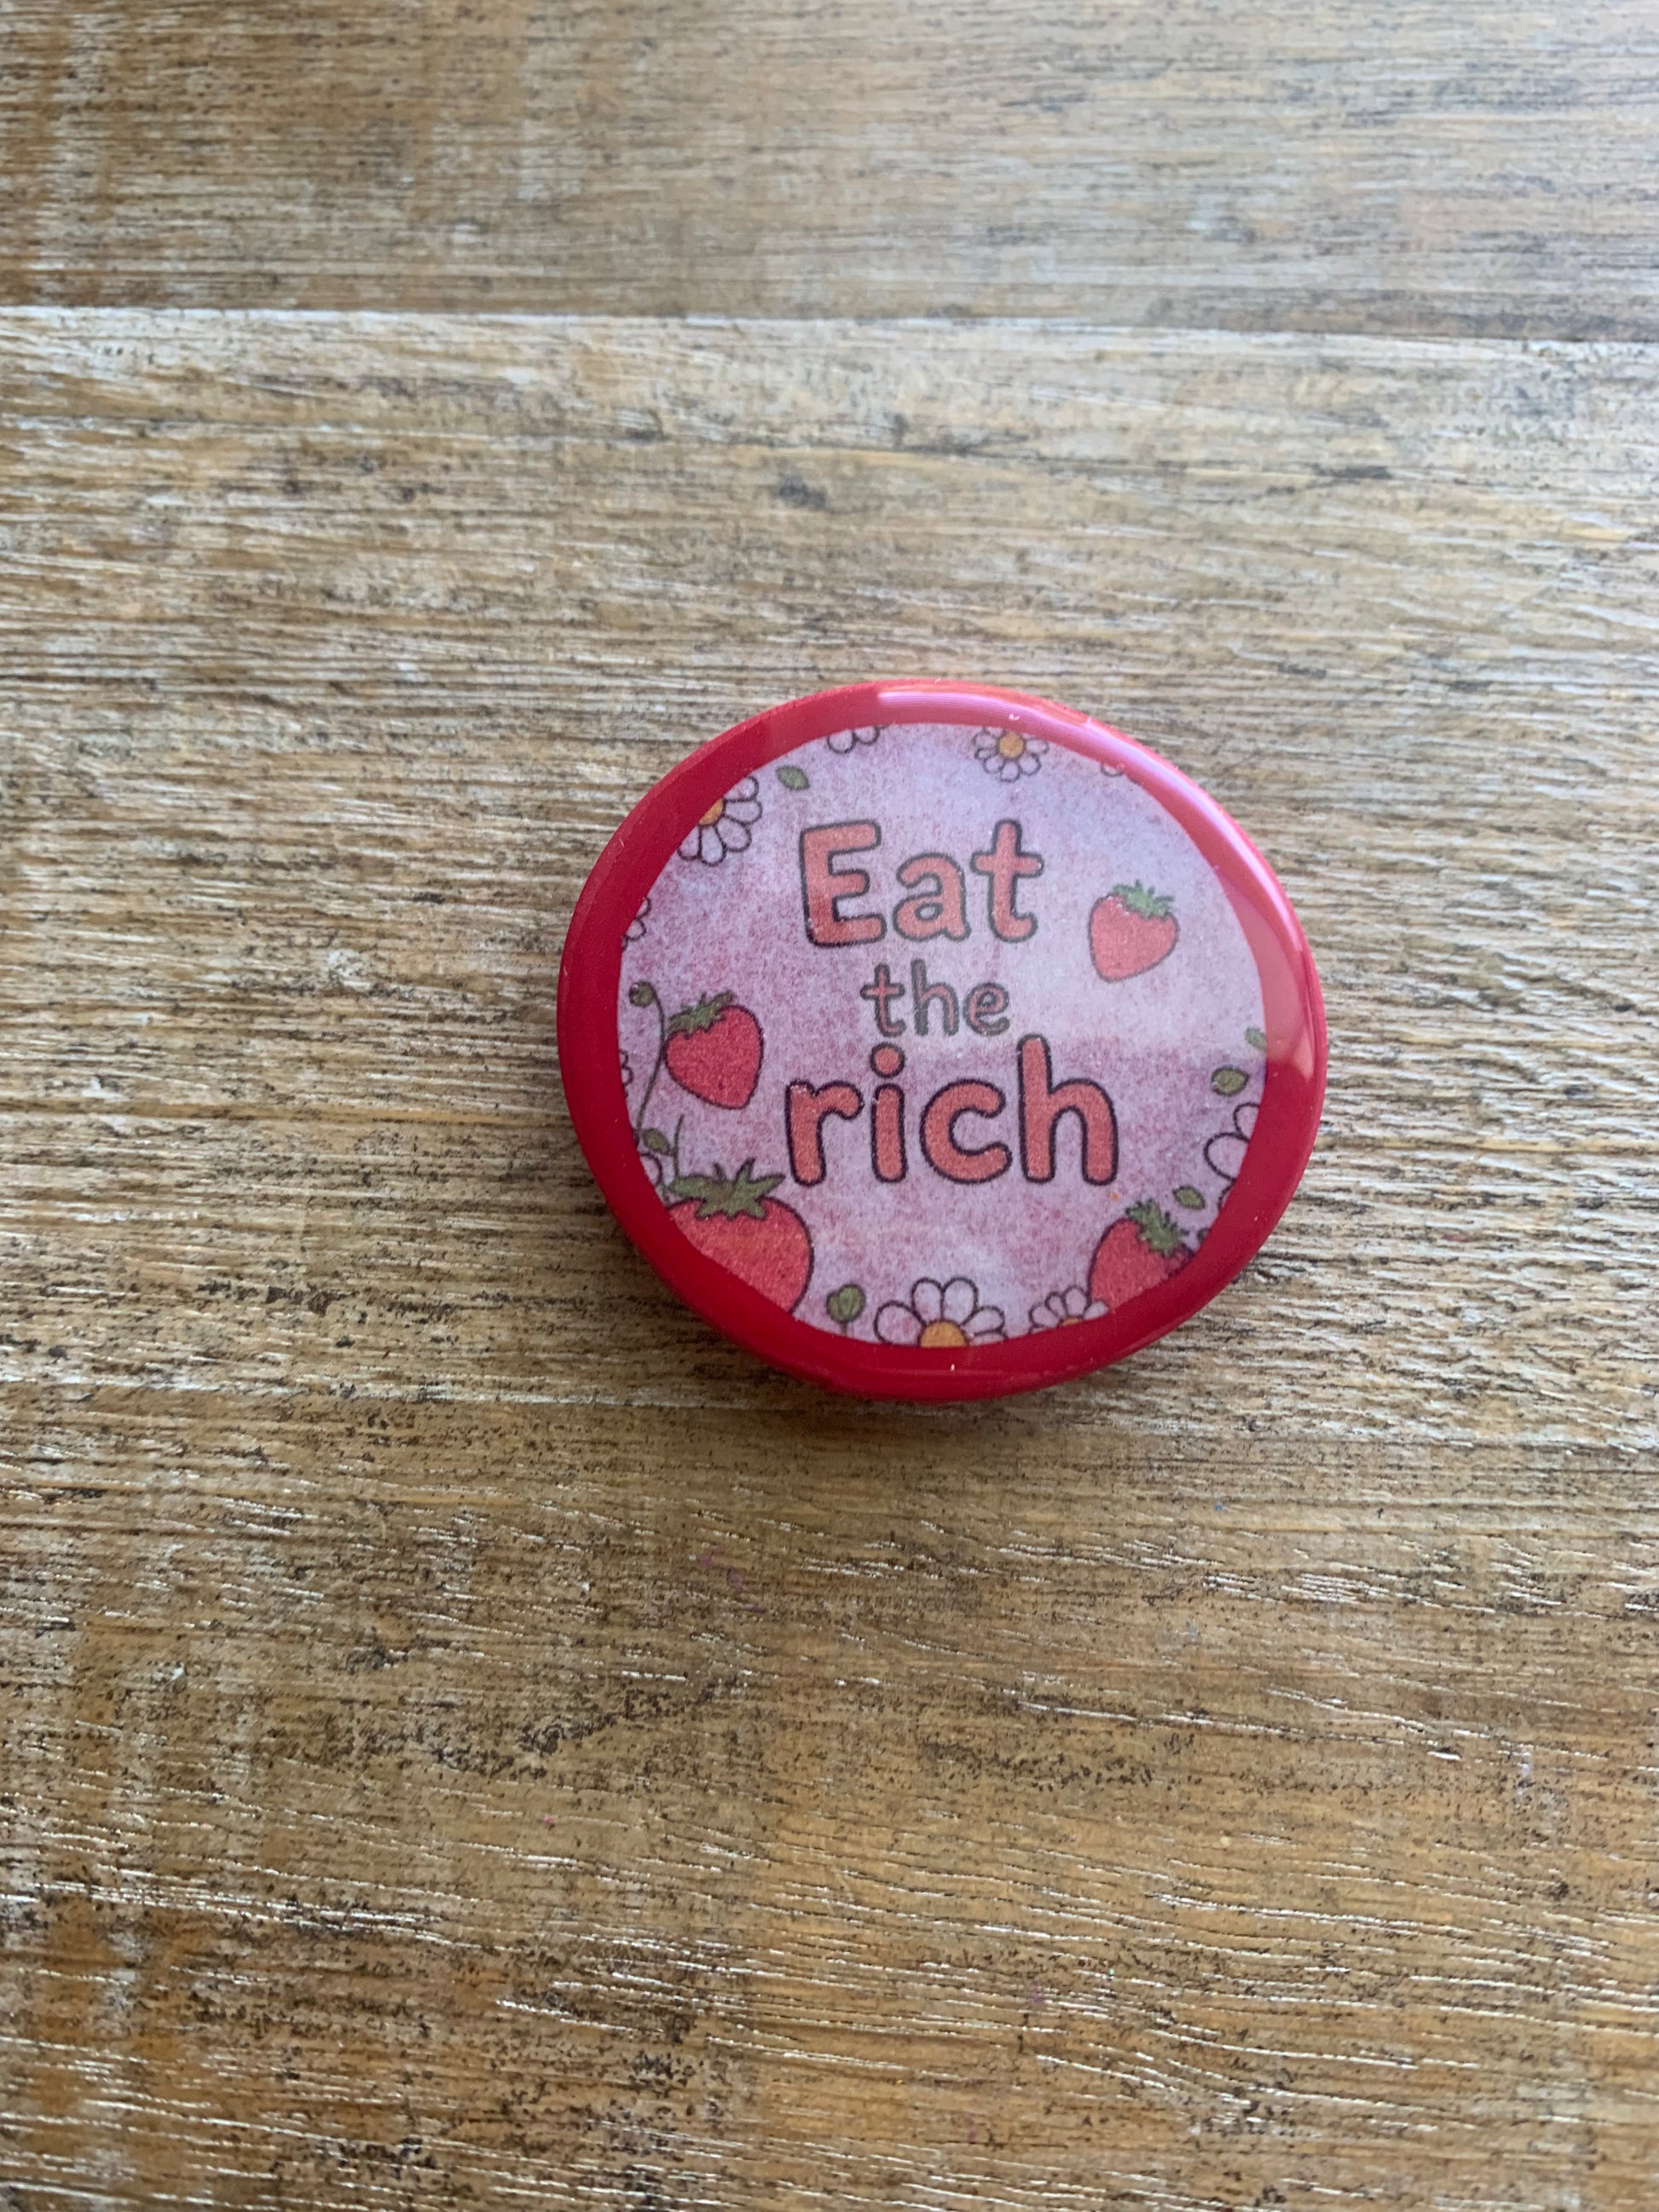 Eat
the
rich